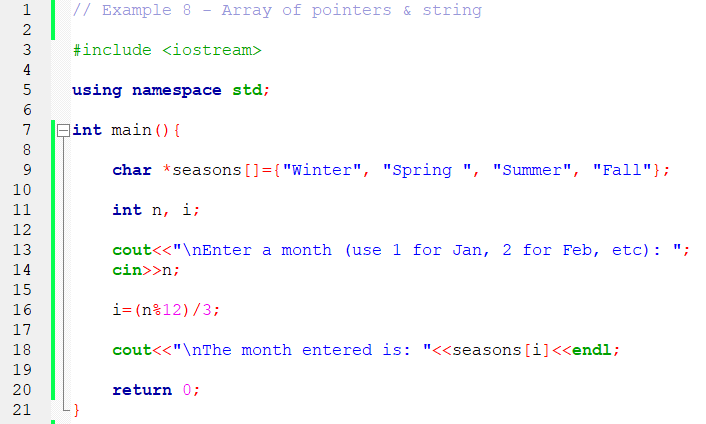 1 // Example 8 - Array of pointers & string
2
3 #include <iostream>
4
5 using namespace std;
6
7 int main(){
8
9 char *seasons[]={"Winter", "Spring ", "Summer", "Fall"};
10
11 int n, i;
12
13 cout<<"\nEnter a month (use 1 for Jan, 2 for Feb, etc): ";
14 cin>>n;
15
16 i=(n%12)/3;
17
18 cout<<"\nThe month entered is: "<<seasons[i]<<endl;
19
20 return 0;
21 }